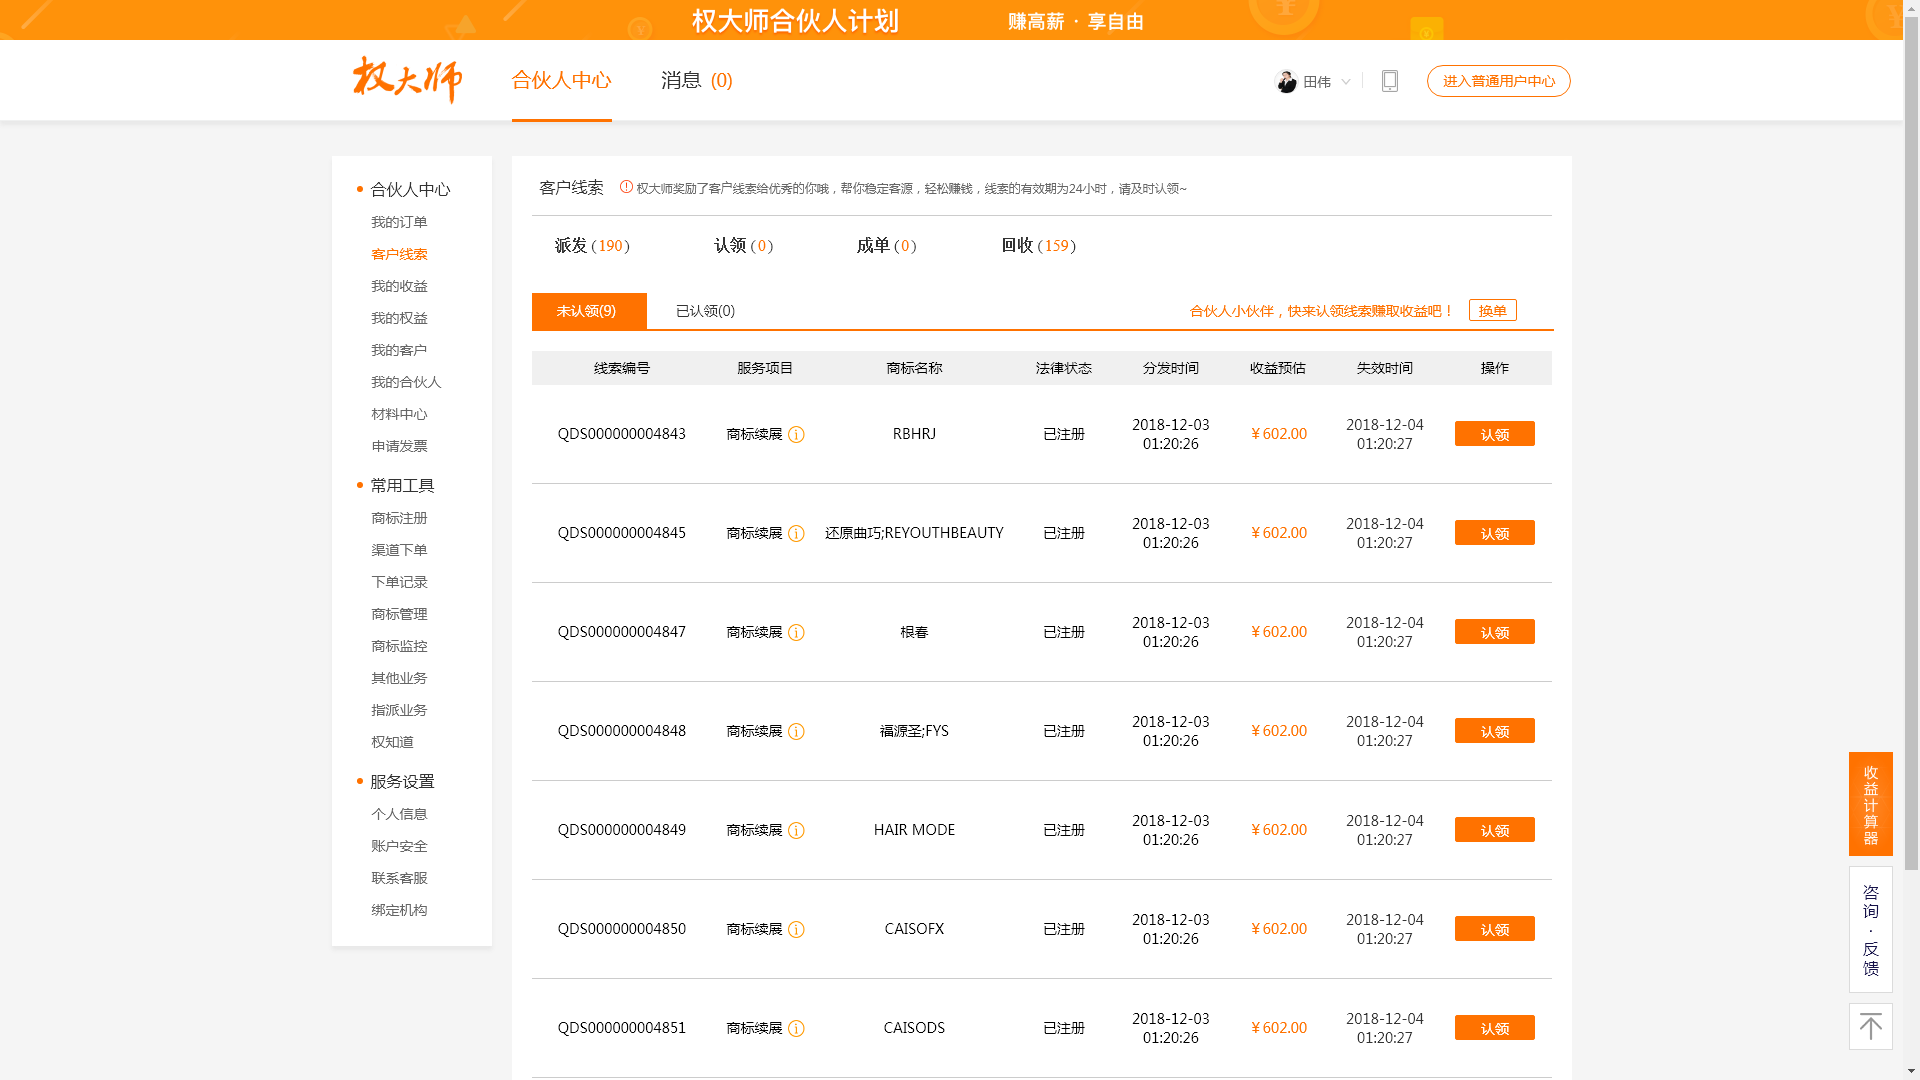 权大师合伙人计划 赚高薪 · 享自由
权大师 合伙人中心 消息 (0) 田伟 进入普通用户中心
合伙人中心
我的订单
客户线索
我的收益
我的权益
我的客户
我的合伙人
材料中心
申请发票
常用工具
商标注册
渠道下单
下单记录
商标管理
商标监控
其他业务
指派业务
权知道
服务设置
个人信息
账户安全
联系客服
绑定机构
客户线索 权大师奖励了客户线索给优秀的你哦，帮你稳定客源，轻松赚钱，线索的有效期为24小时，请及时认领~
派发 (190) 认领 (0) 成单 (0) 回收 (159)
未认领(9) 已认领(0) 合伙人小伙伴，快来认领线索赚取收益吧！ 换单
线索编号 服务项目 商标名称 法律状态 分发时间 收益预估 失效时间 操作
QDS000000004843 商标续展 RBHRJ 已注册 2018-12-03 01:20:26 ￥602.00 2018-12-04 01:20:27 认领
QDS000000004845 商标续展 还原曲巧;REYOUTHBEAUTY 已注册 2018-12-03 01:20:26 ￥602.00 2018-12-04 01:20:27 认领
QDS000000004847 商标续展 根春 已注册 2018-12-03 01:20:26 ￥602.00 2018-12-04 01:20:27 认领
QDS000000004848 商标续展 福源圣;FYS 已注册 2018-12-03 01:20:26 ￥602.00 2018-12-04 01:20:27 认领
QDS000000004849 商标续展 HAIR MODE 已注册 2018-12-03 01:20:26 ￥602.00 2018-12-04 01:20:27 认领
QDS000000004850 商标续展 CAISOFX 已注册 2018-12-03 01:20:26 ￥602.00 2018-12-04 01:20:27 认领
QDS000000004851 商标续展 CAISODS 已注册 2018-12-03 01:20:26 ￥602.00 2018-12-04 01:20:27 认领
收益计算器
咨询·反馈